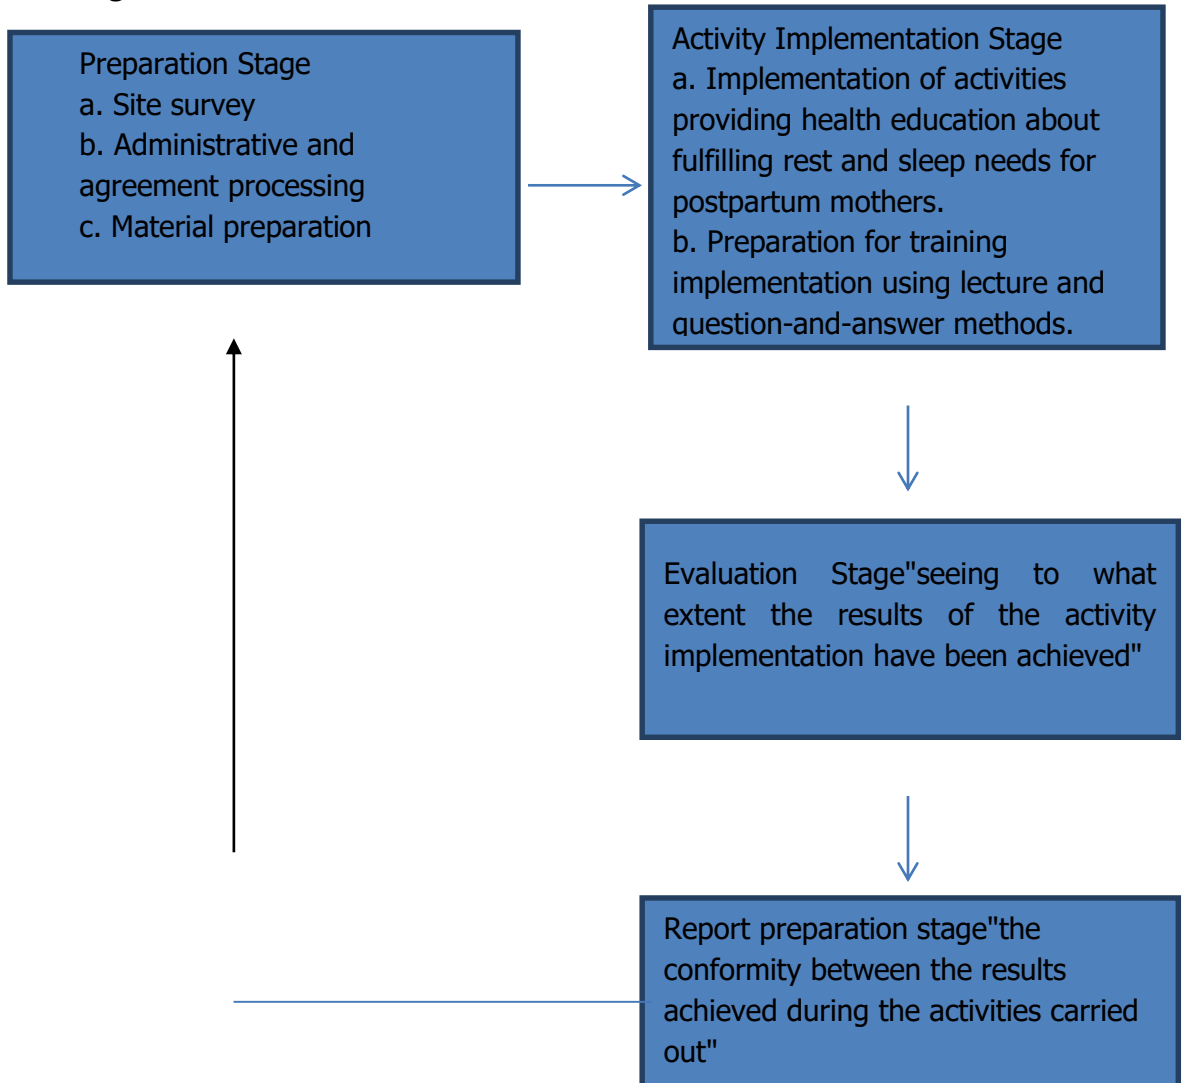 Preparation Stage
a. Site survey
b. Administrative and
agreement processing
c. Material preparation
Activity Implementation Stage
a. Implementation of activities
providing health education about
fulfilling rest and sleep needs for
postpartum mothers.
b. Preparation for training
implementation using lecture and
question-and-answer methods.
Evaluation Stage"seeing to what
extent the results of the activity
implementation have been achieved"
Report preparation stage"the
conformity between the results
achieved during the activities carried
out"